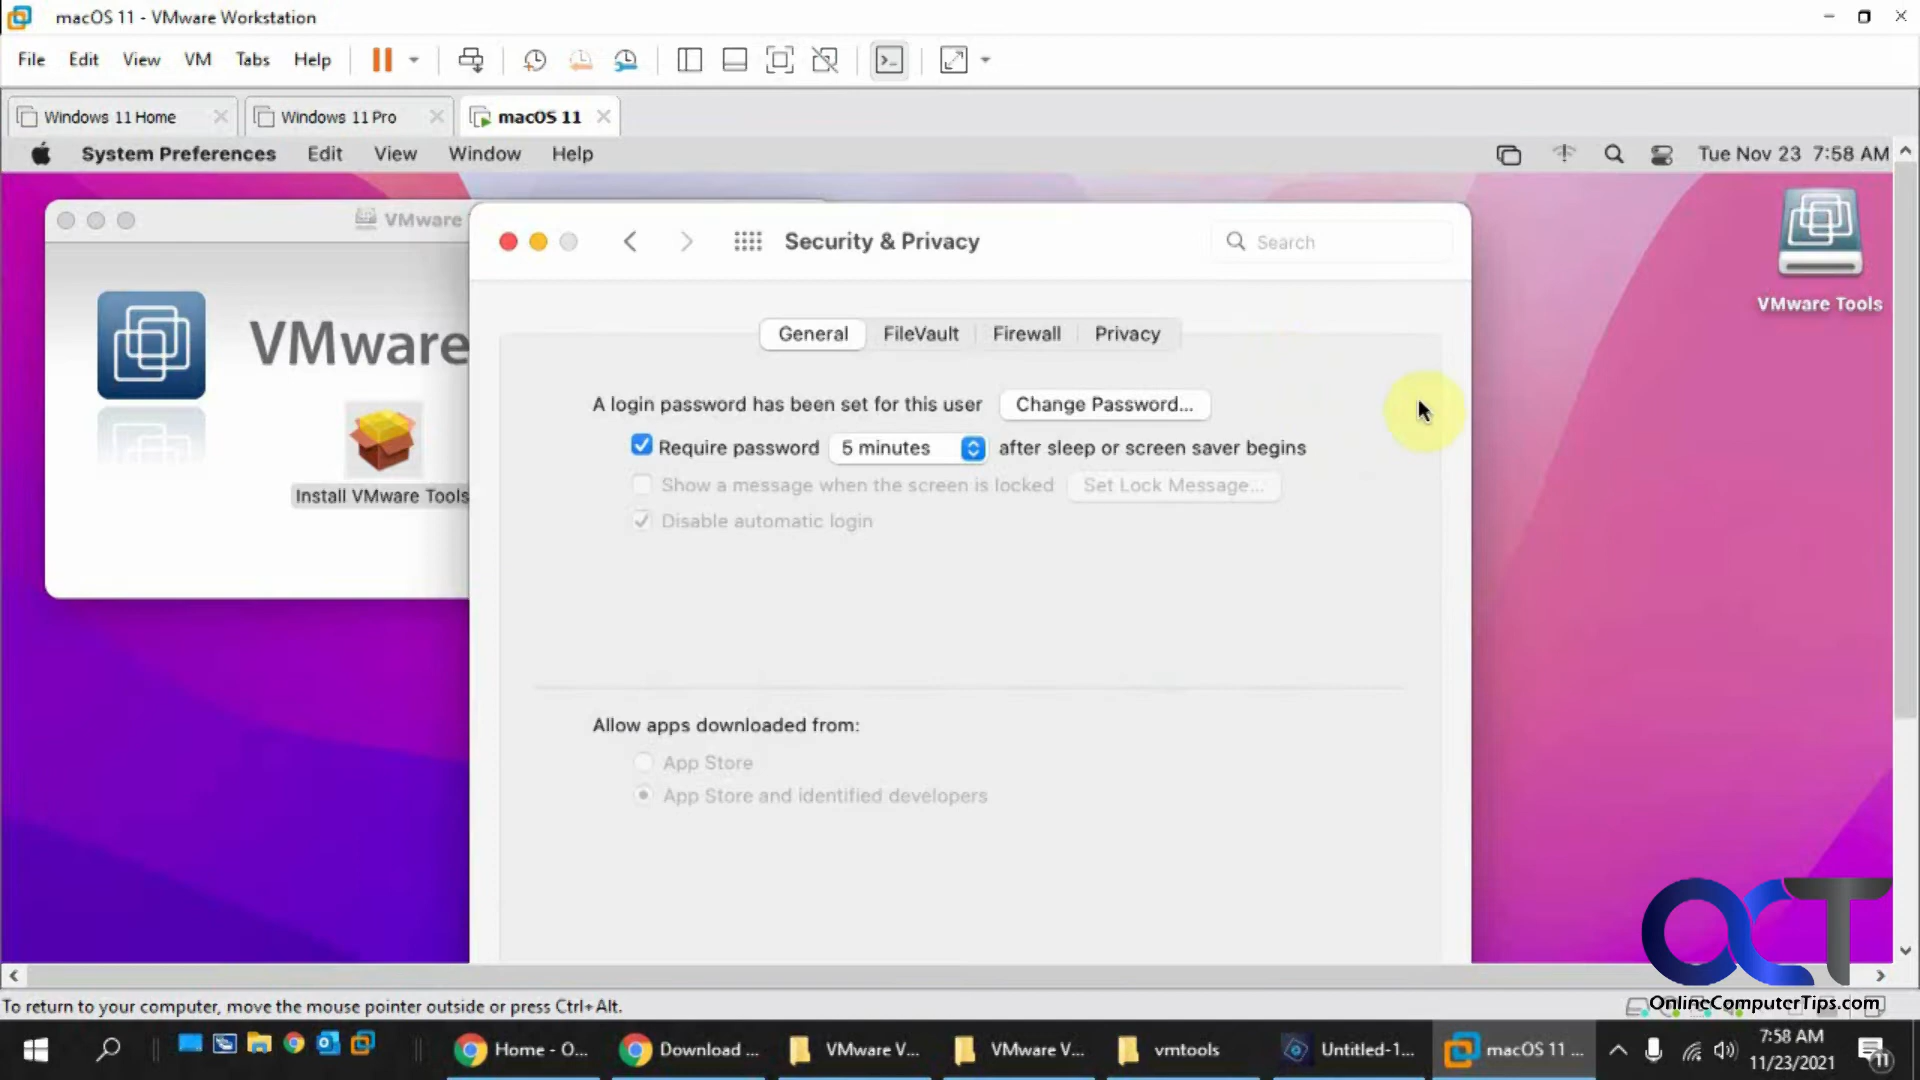 macOS 11 - VMware Workstation
File Edit View VM Tabs Help
Windows 11 Home Windows 11 Pro macOS 11
System Preferences Edit View Window Help Tue Nov 23 7:58 AM
VMware
Security & Privacy Search
VMware Tools
VMware
Install VMware Tools
General FileVault Firewall Privacy
A login password has been set for this user Change Password...
Require password 5 minutes after sleep or screen saver begins
Show a message when the screen is locked Set Lock Message...
Disable automatic login
Allow apps downloaded from:
App Store
App Store and identified developers
OCT
OnlineComputerTips.com
To return to your computer, move the mouse pointer outside or press Ctrl+Alt.
Home - O... Download ... VMware V... VMware V... vmtools Untitled-1... macOS 11 ...
7:58 AM
11/23/2021
11